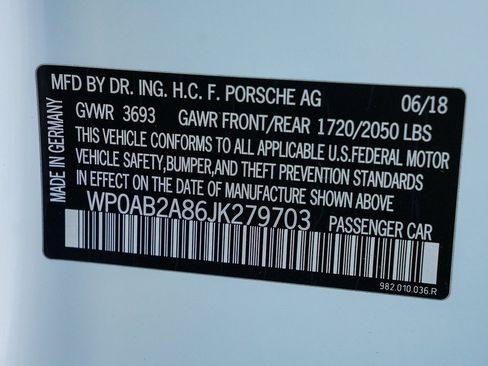 MFD BY DR. ING. H.C. F. PORSCHE AG 06/18
GVWR 3693 GAWR FRONT/REAR 1720/2050 LBS
THIS VEHICLE CONFORMS TO ALL APPLICABLE U.S.FEDERAL MOTOR
VEHICLE SAFETY,BUMPER,AND THEFT PREVENTION STANDARDS
IN EFFECT ON THE DATE OF MANUFACTURE SHOWN ABOVE
WP0AB2A86JK279703 PASSENGER CAR
982.010.036.R
MADE IN GERMANY